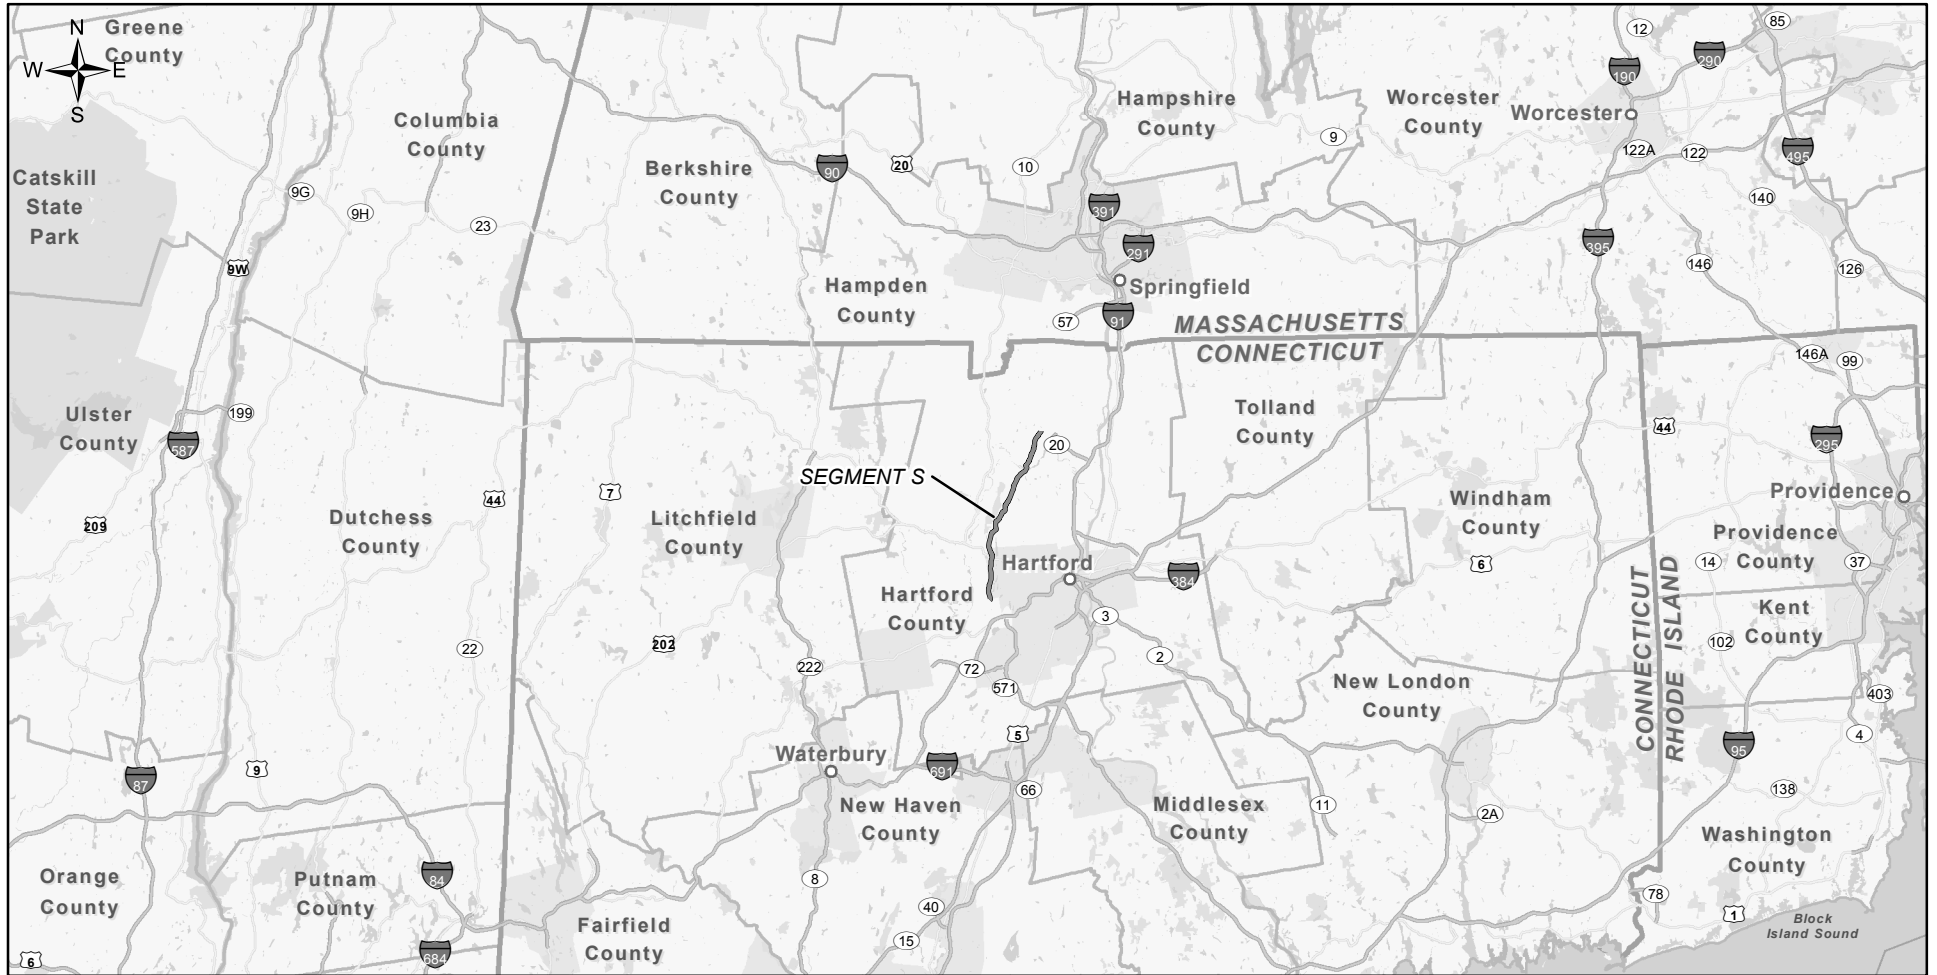 Greene
County
N
W
E
S
12
85
290
190
Columbia
County
Hampshire
County
Worcester
County
Worcester
9
122A
122
495
Catskill
State
Park
Berkshire
County
90
20
10
9G
9H
23
391
140
291
395
146
126
9W
Hampden
County
Springfield
57
91
MASSACHUSETTS
CONNECTICUT
146A
99
Ulster
County
199
587
Tolland
County
44
295
20
SEGMENT S
7
44
209
Dutchess
County
Litchfield
County
Windham
County
Providence
Providence
County
Hartford
384
6
14
37
Hartford
County
3
Kent
County
CONNECTICUT
RHODE ISLAND
102
22
202
222
72
2
571
New London
County
403
5
4
95
Waterbury
691
9
87
66
138
New Haven
County
Middlesex
County
11
2A
Washington
County
Orange
County
Putnam
County
84
8
40
15
78
1
Block
Island Sound
Fairfield
County
684
6